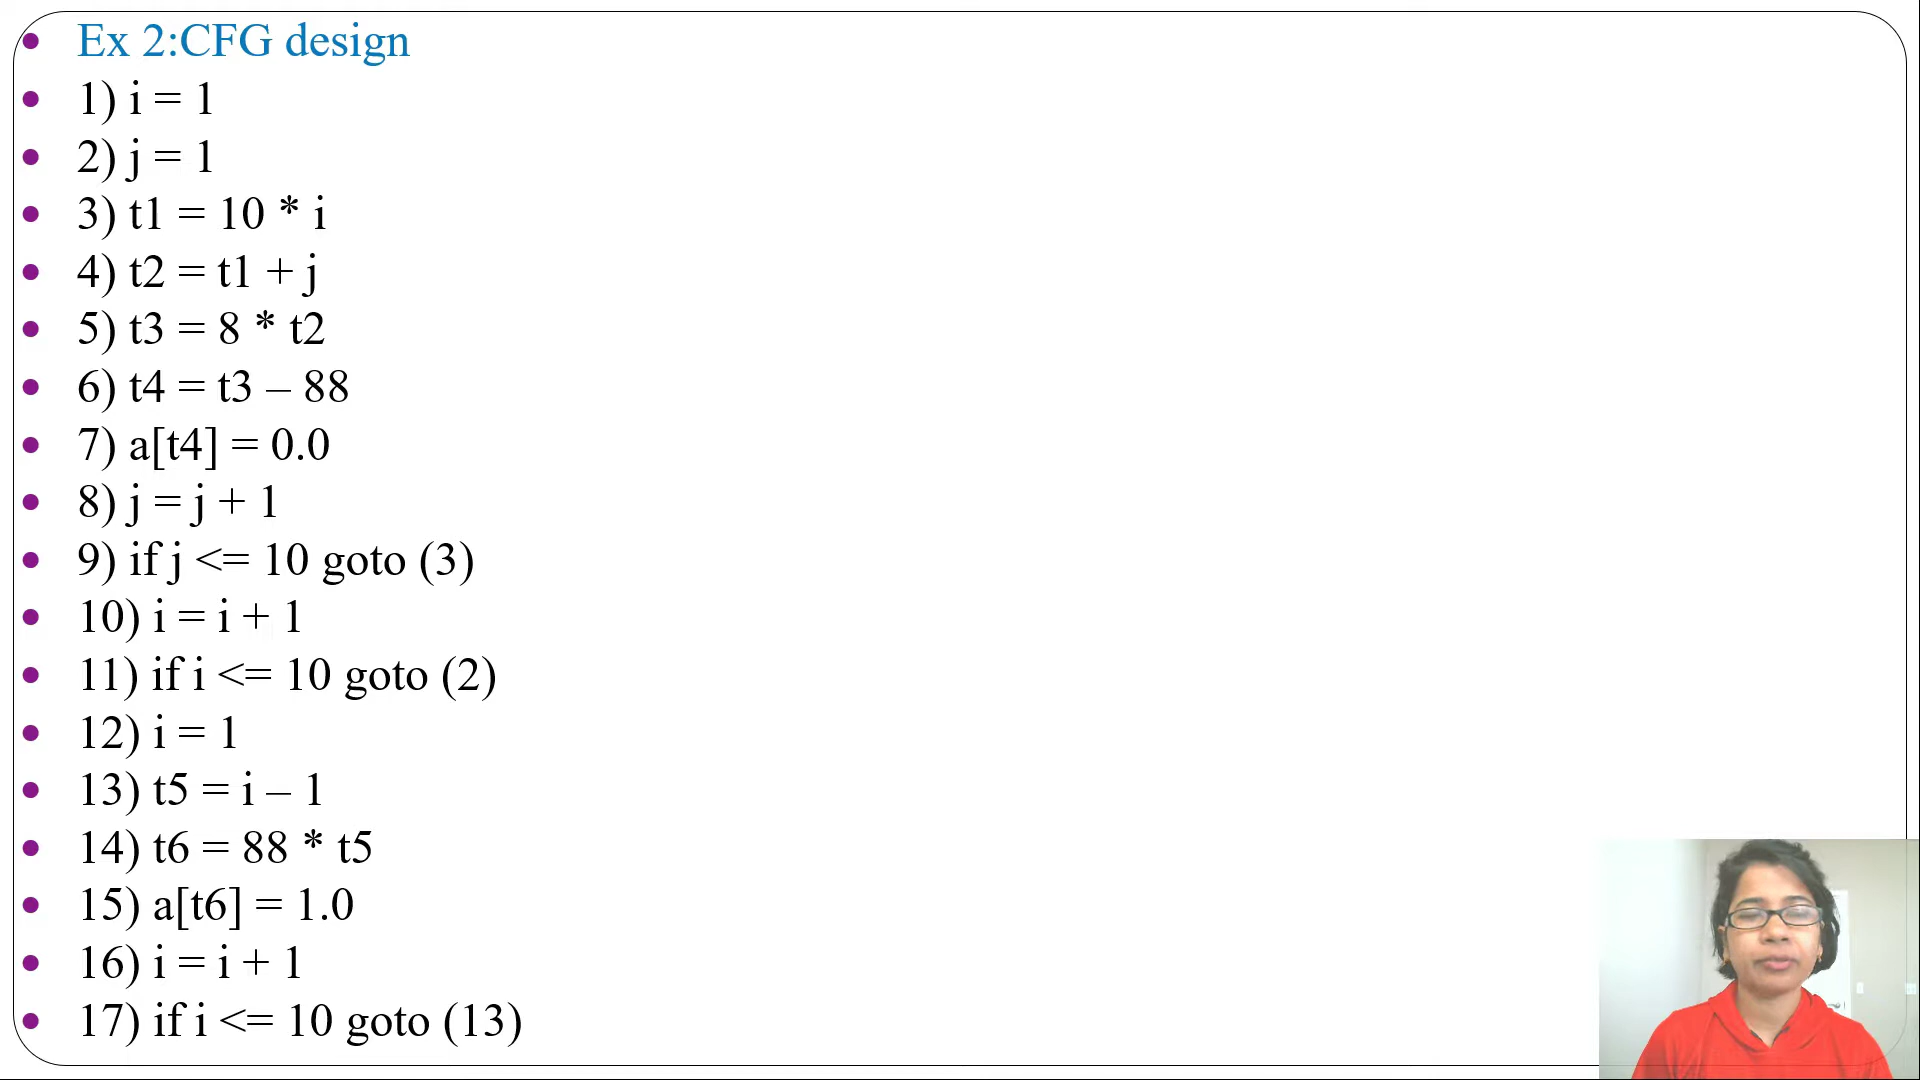 Ex 2:CFG design
1) i = 1
2) j = 1
3) t1 = 10 * i
4) t2 = t1 + j
5) t3 = 8 * t2
6) t4 = t3 – 88
7) a[t4] = 0.0
8) j = j + 1
9) if j <= 10 goto (3)
10) i = i + 1
11) if i <= 10 goto (2)
12) i = 1
13) t5 = i – 1
14) t6 = 88 * t5
15) a[t6] = 1.0
16) i = i + 1
17) if i <= 10 goto (13)